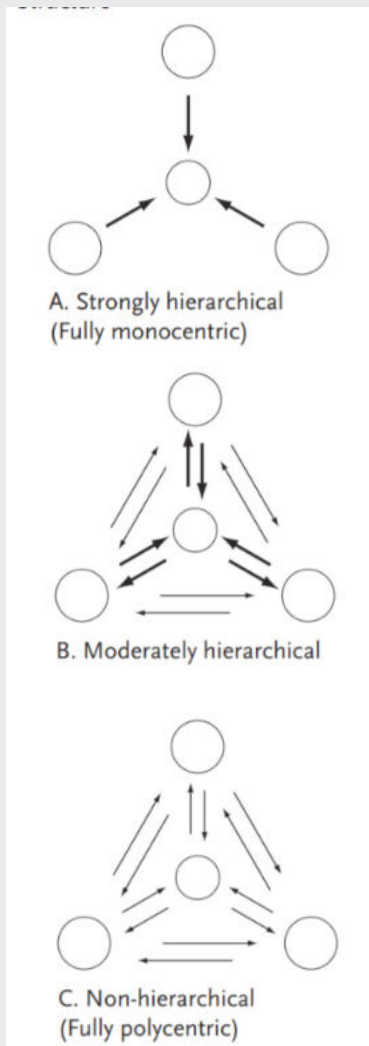 A. Strongly hierarchical
(Fully monocentric)
B. Moderately hierarchical
C. Non-hierarchical
(Fully polycentric)